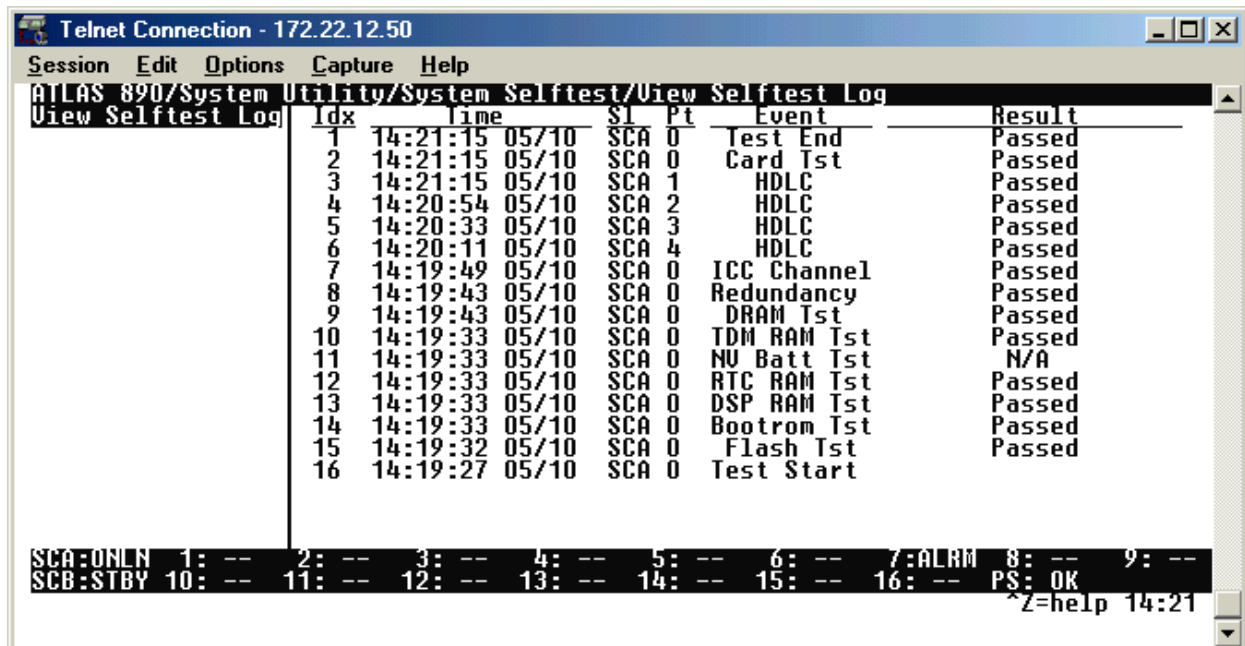 Telnet Connection - 172.22.12.50
Session Edit Options Capture Help
ATLAS 890/System Utility/System Selftest/View Selftest Log
View Selftest Log Idx Time Sl Pt Event Result
1 14:21:15 05/10 SCA 0 Test End Passed
2 14:21:15 05/10 SCA 0 Card Tst Passed
3 14:21:15 05/10 SCA 1 HDLC Passed
4 14:20:54 05/10 SCA 2 HDLC Passed
5 14:20:33 05/10 SCA 3 HDLC Passed
6 14:20:11 05/10 SCA 4 HDLC Passed
7 14:19:49 05/10 SCA 0 ICC Channel Passed
8 14:19:43 05/10 SCA 0 Redundancy Passed
9 14:19:43 05/10 SCA 0 DRAM Tst Passed
10 14:19:33 05/10 SCA 0 TDM RAM Tst Passed
11 14:19:33 05/10 SCA 0 NV Batt Tst N/A
12 14:19:33 05/10 SCA 0 RTC RAM Tst Passed
13 14:19:33 05/10 SCA 0 DSP RAM Tst Passed
14 14:19:33 05/10 SCA 0 Bootrom Tst Passed
15 14:19:32 05/10 SCA 0 Flash Tst Passed
16 14:19:27 05/10 SCA 0 Test Start
SCA:ONLN 1: -- 2: -- 3: -- 4: -- 5: -- 6: -- 7:ALRM 8: -- 9: --
SCB:STBY 10: -- 11: -- 12: -- 13: -- 14: -- 15: -- 16: -- PS: OK
^Z=help 14:21